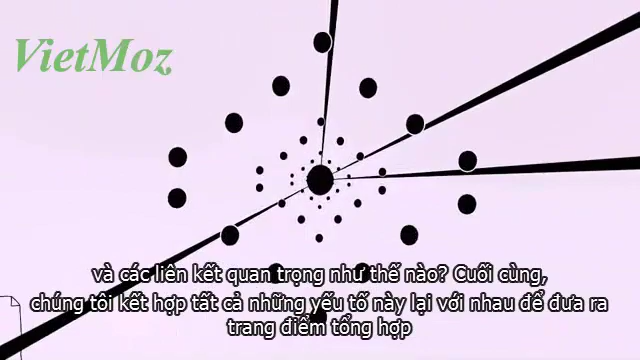 VietMoz
và các liên kết quan trọng như thế nào? Cuối cùng,
chúng tôi kết hợp tất cả những yếu tố này lại với nhau để đưa ra
trang điểm tổng hợp